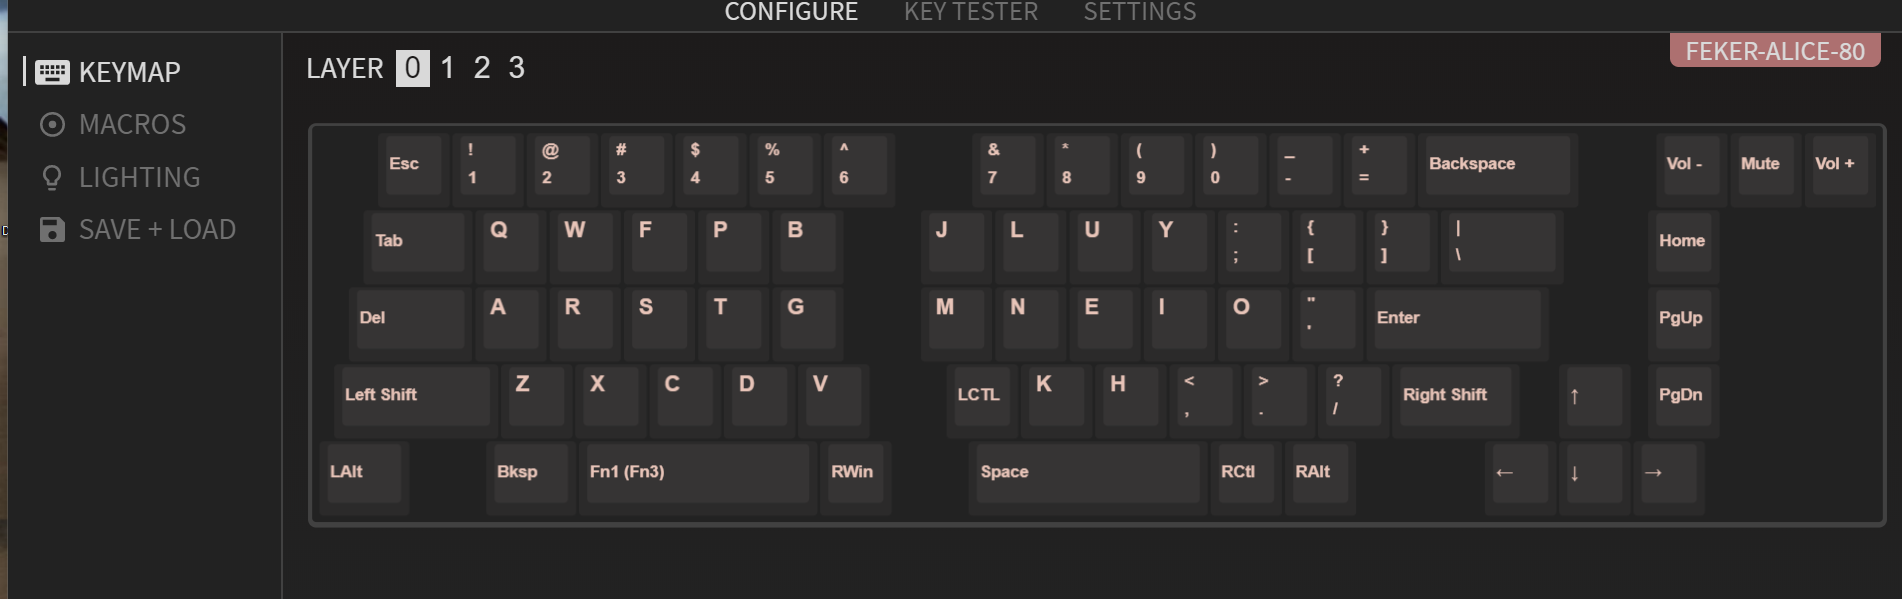 CONFIGURE KEY TESTER SETTINGS
KEYMAP
MACROS
LIGHTING
SAVE + LOAD
LAYER 0 1 2 3
FEKER-ALICE-80
Esc ! 1 @ 2 # 3 $ 4 % 5 ^ 6 & 7 * 8 ( 9 ) 0 _ - + = Backspace Vol - Mute Vol +
Tab Q W F P B J L U Y : ; { [ } ] | \ Home
Del A R S T G M N E I O " ' Enter PgUp
Left Shift Z X C D V LCTL K H < , > . ? / Right Shift ↑ PgDn
LAlt Bksp Fn1 (Fn3) RWin Space RCtl RAlt ← ↓ →